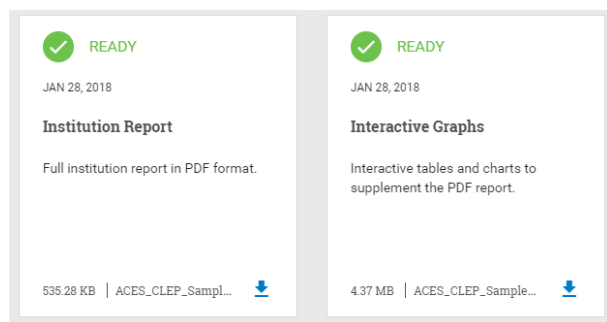 READY
JAN 28, 2018
Institution Report
Full institution report in PDF format.
535.28 KB | ACES_CLEP_Sampl...
READY
JAN 28, 2018
Interactive Graphs
Interactive tables and charts to
supplement the PDF report.
4.37 MB | ACES_CLEP_Sample...